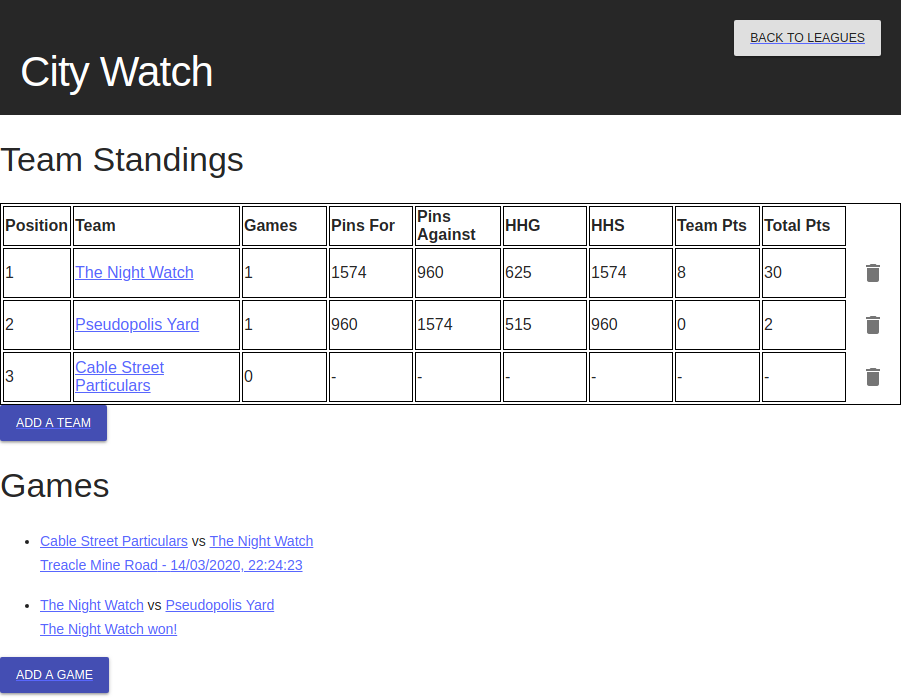 BACK TO LEAGUES
City Watch
Team Standings
Position Team Games Pins For Pins Against HHG HHS Team Pts Total Pts
1 The Night Watch 1 1574 960 625 1574 8 30
2 Pseudopolis Yard 1 960 1574 515 960 0 2
3 Cable Street Particulars 0 - - - - - -
ADD A TEAM
Games
Cable Street Particulars vs The Night Watch
Treacle Mine Road - 14/03/2020, 22:24:23
The Night Watch vs Pseudopolis Yard
The Night Watch won!
ADD A GAME